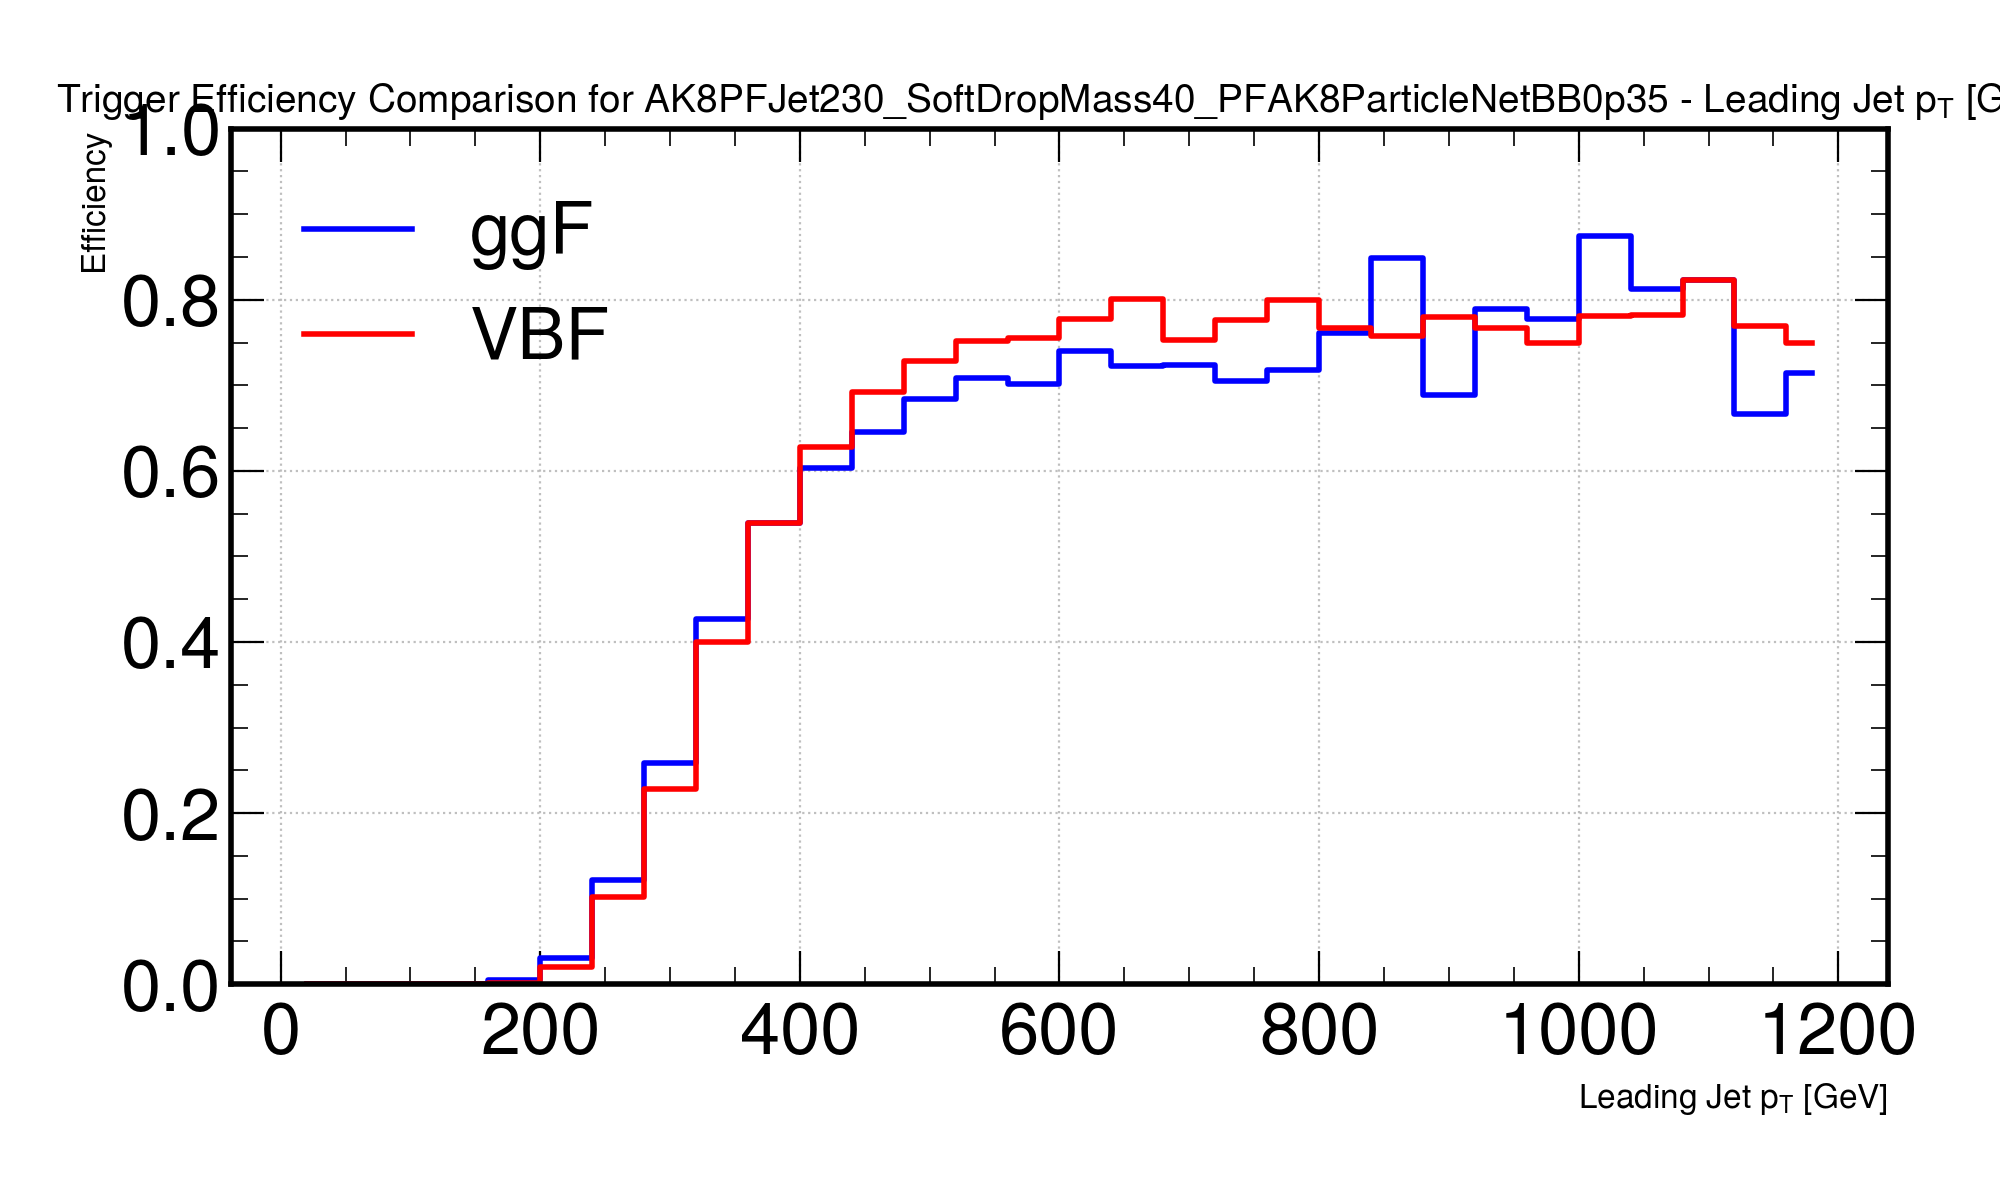 Trigger Efficiency Comparison for AK8PFJet230_SoftDropMass40_PFAK8ParticleNetBB0p35 - Leading Jet pT [G
Efficiency
1.0
0.8
0.6
0.4
0.2
0.0
ggF
VBF
0 200 400 600 800 1000 1200
Leading Jet pT [GeV]